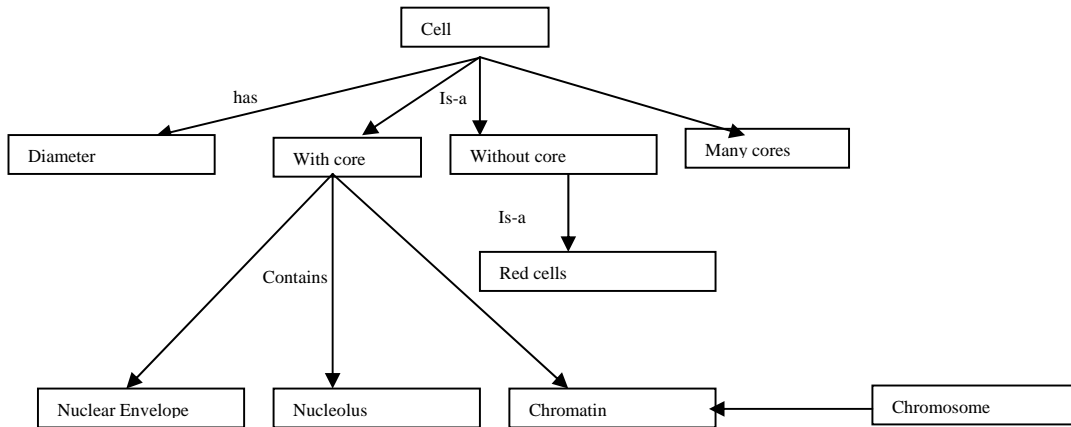 Cell
has
Is-a
Diameter
With core
Without core
Many cores
Is-a
Red cells
Contains
Nuclear Envelope
Nucleolus
Chromatin
Chromosome